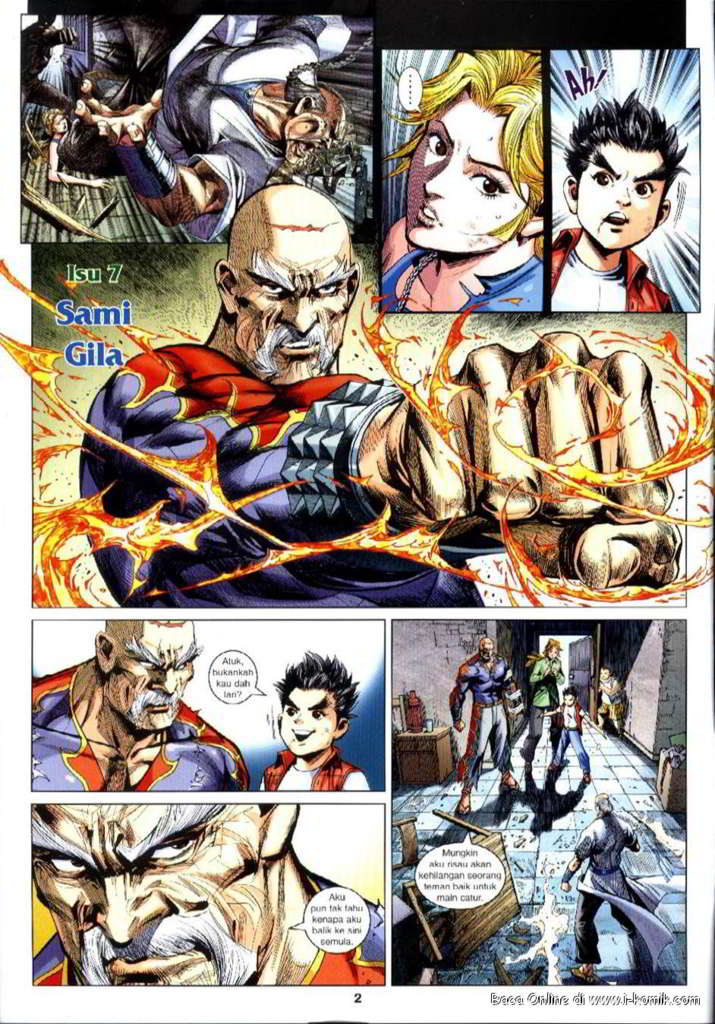 ......
Ah!
Isu 7
Sami
Gila
Atuk,
bukankah
kau dah
lari?
Mungkin
aku risau akan
kehilangan seorang
teman baik untuk
main catur.
Aku
pun tak tahu
kenapa aku
balik ke sini
semula.
2
Baca Online di www.i-komik.com